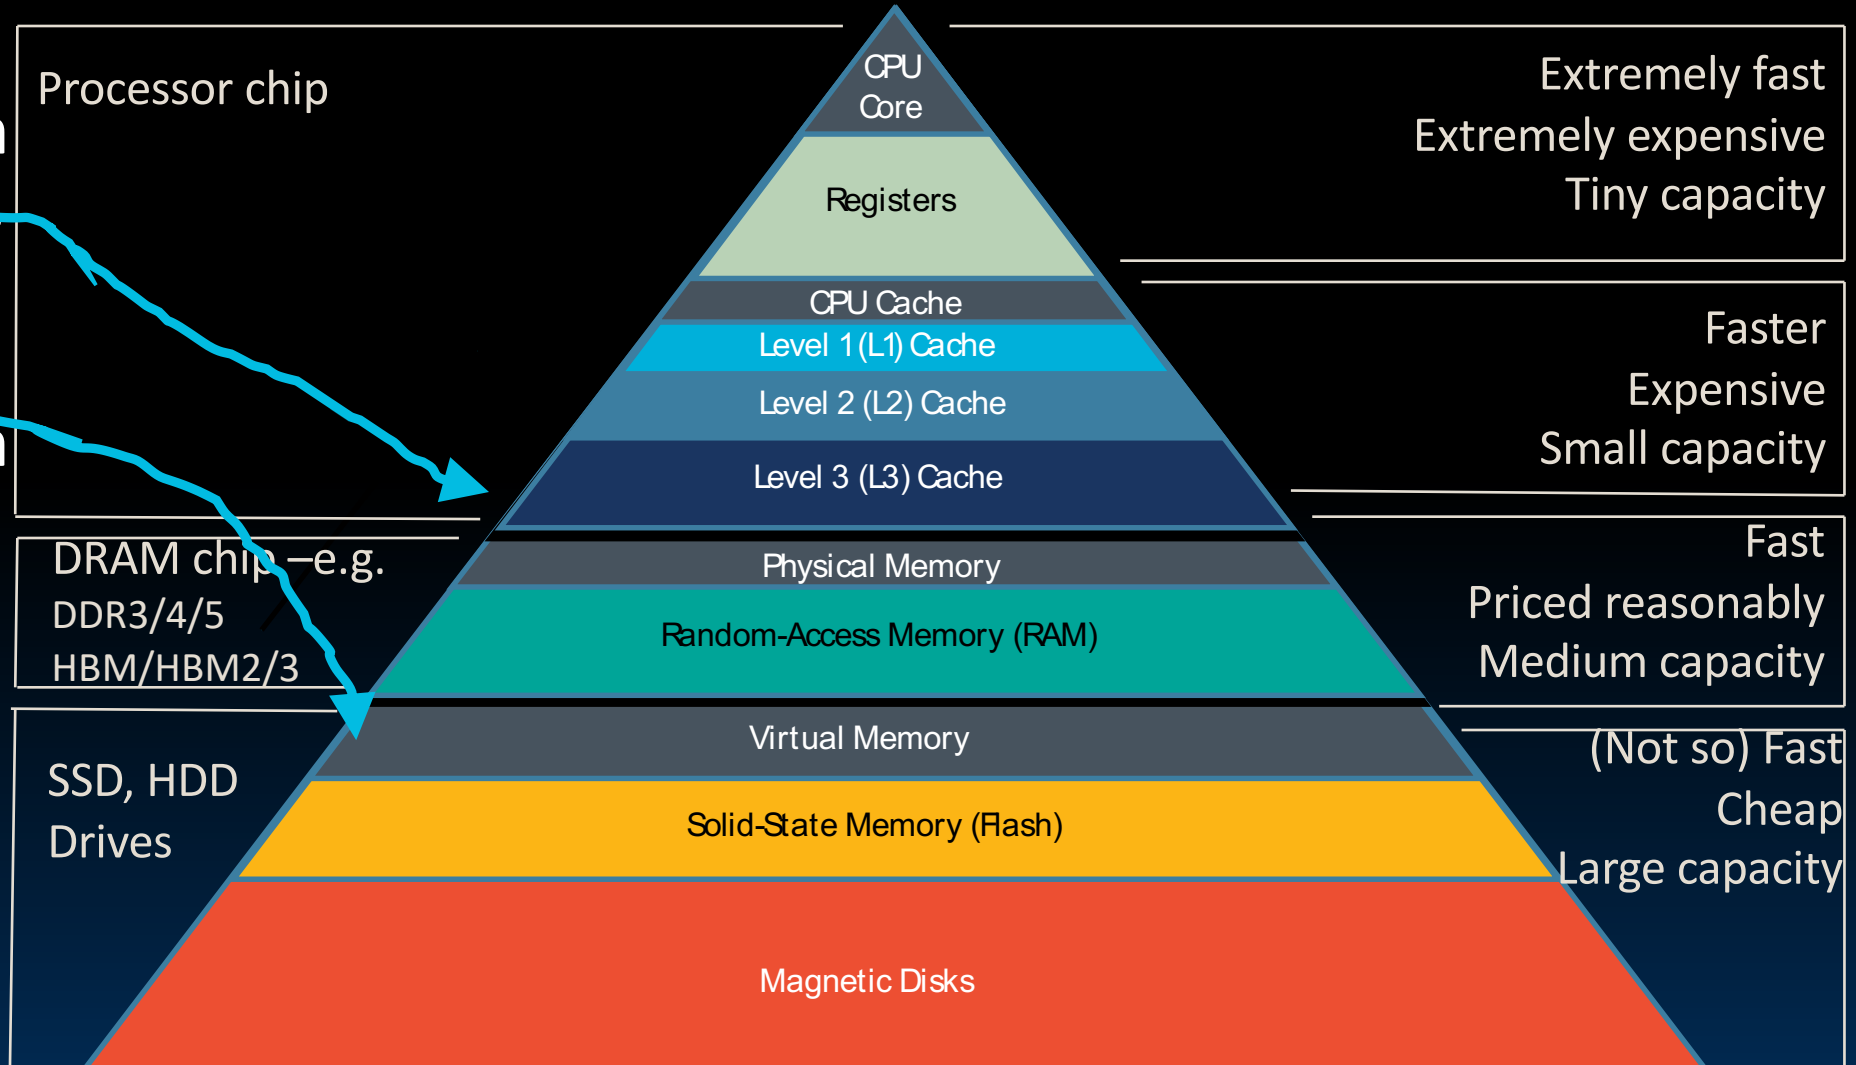 Processor chip
CPU
Core
Registers
CPU Cache
Level 1 (L1) Cache
Level 2 (L2) Cache
Level 3 (L3) Cache
Extremely fast
Extremely expensive
Tiny capacity
Faster
Expensive
Small capacity
DRAM chip –e.g.
DDR3/4/5
HBM/HBM2/3
Physical Memory
Random-Access Memory (RAM)
Fast
Priced reasonably
Medium capacity
SSD, HDD
Drives
Virtual Memory
Solid-State Memory (Flash)
Magnetic Disks
(Not so) Fast
Cheap
Large capacity